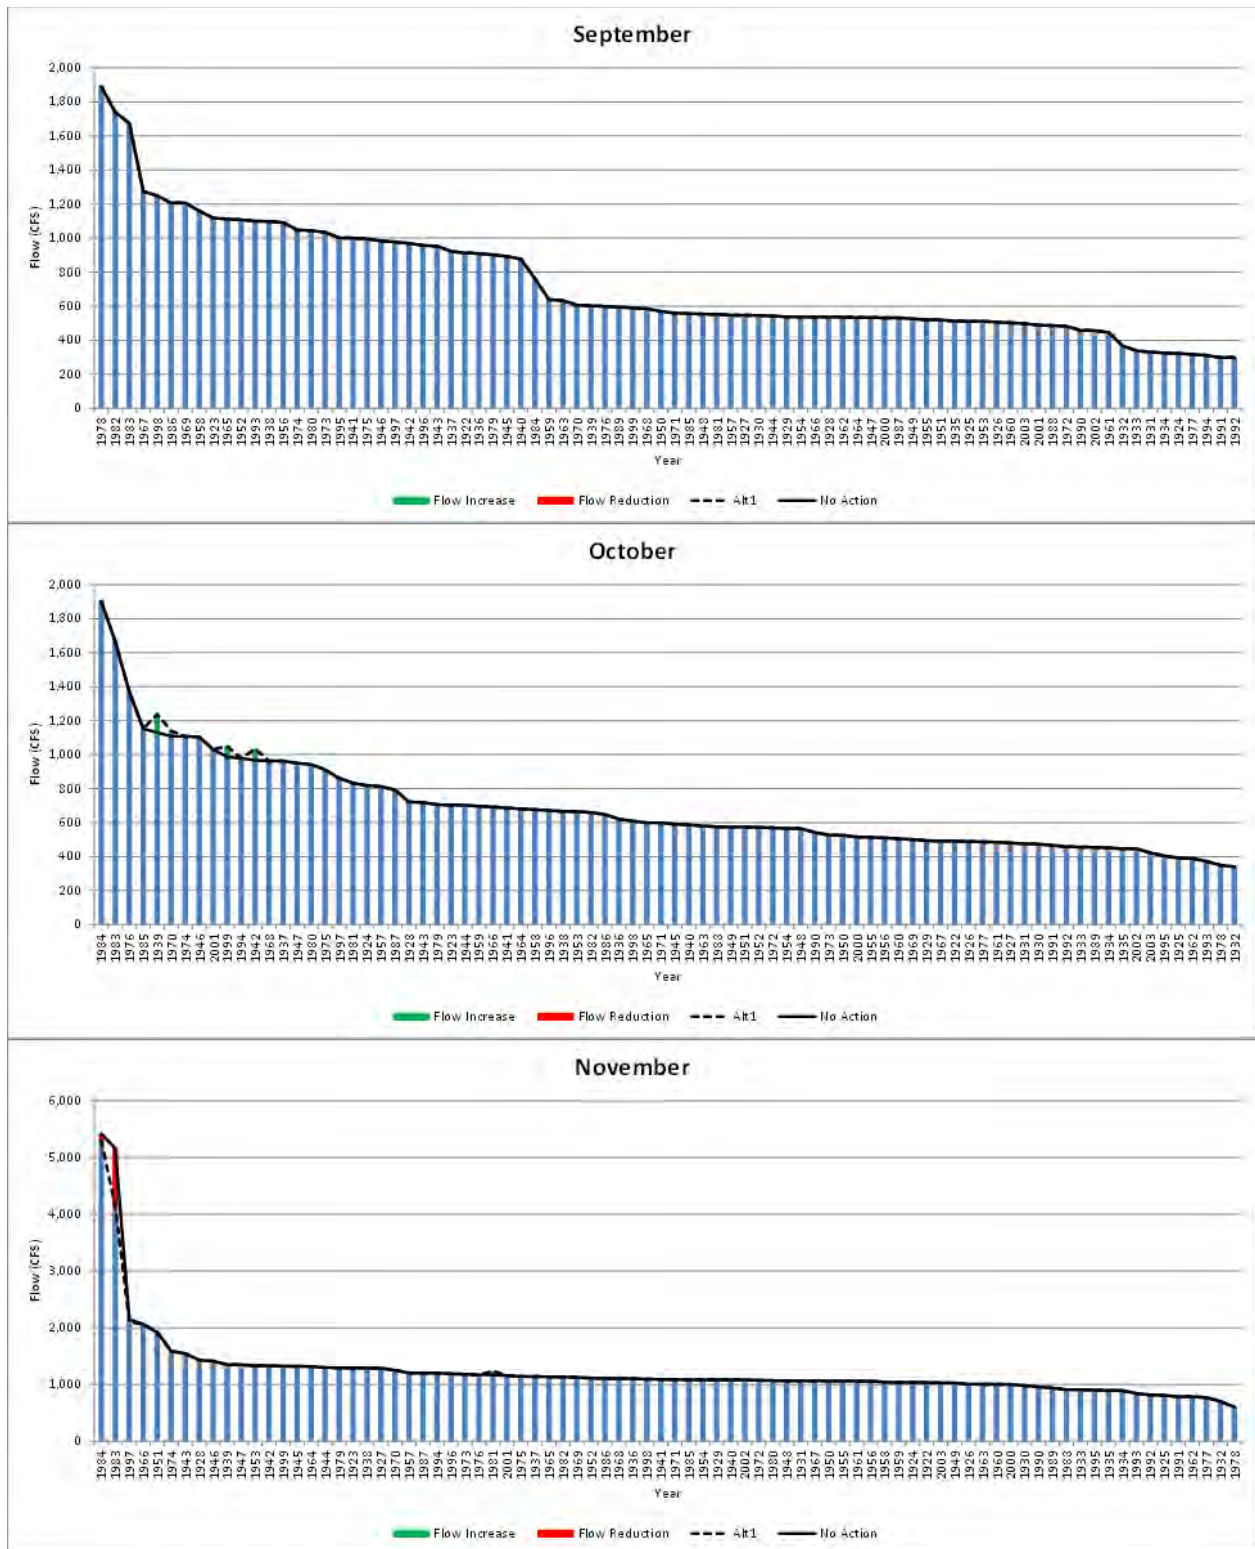 September
Flow (CFS)
2,000
1,800
1,600
1,400
1,200
1,000
800
600
400
200
0
1978 1982 1983 1967 1998 1986 1969 1958 1923 1965 1952 1993 1938 1956 1974 1980 1973 1995 1941 1975 1946 1997 1942 1996 1943 1937 1922 1936 1979 1945 1940 1984 1959 1963 1970 1939 1976 1989 1999 1968 1950 1971 1985 1948 1981 1957 1927 1930 1944 1929 1954 1966 1928 1962 1964 1947 2000 1987 1949 1955 1951 1935 1925 1953 1926 1960 2003 2001 1988 1972 1990 2002 1961 1932 1933 1931 1934 1924 1977 1994 1991 1992
Year
Flow Increase Flow Reduction Alt1 No Action
October
Flow (CFS)
2,000
1,800
1,600
1,400
1,200
1,000
800
600
400
200
0
1984 1983 1976 1985 1939 1970 1974 1946 2001 1999 1994 1942 1968 1937 1947 1980 1975 1997 1981 1924 1957 1987 1928 1943 1979 1923 1944 1959 1966 1941 1964 1958 1996 1938 1953 1982 1986 1936 1998 1965 1971 1945 1940 1963 1988 1949 1951 1952 1972 1954 1948 1990 1973 1950 2000 1955 1956 1960 1969 1929 1967 1922 1926 1977 1961 1927 1931 1930 1991 1992 1933 1989 1934 1935 2002 2003 1995 1925 1962 1993 1978 1932
Year
Flow Increase Flow Reduction Alt1 No Action
November
Flow (CFS)
6,000
5,000
4,000
3,000
2,000
1,000
0
1984 1983 1997 1966 1951 1974 1943 1928 1946 1939 1947 1953 1942 1999 1945 1964 1944 1979 1923 1938 1927 1970 1957 1987 1994 1996 1973 1976 1981 2001 1975 1937 1965 1982 1969 1952 1986 1968 1936 1998 1941 1971 1985 1954 1929 1940 2002 1972 1980 1948 1931 1967 1950 1955 1961 1956 1958 1959 1924 1922 2003 1949 1926 1963 1960 2000 1930 1990 1989 1988 1933 1995 1935 1934 1993 1992 1925 1991 1962 1977 1932 1978
Year
Flow Increase Flow Reduction Alt1 No Action